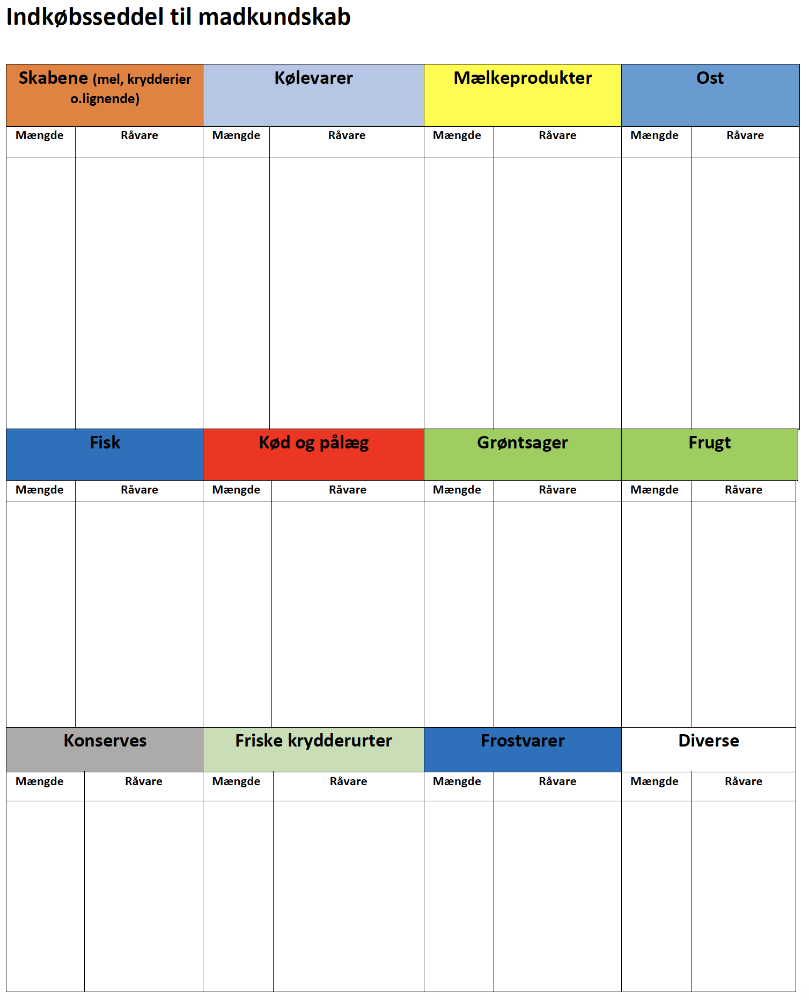 Indkøbsseddel til madkundskab
Skabene (mel, krydderier
o.lignende)
Kølevarer
Mælkeprodukter
Ost
Mængde Råvare Mængde Råvare Mængde Råvare Mængde Råvare
Fisk Kød og pålæg Grøntsager Frugt
Mængde Råvare Mængde Råvare Mængde Råvare Mængde Råvare
Konserves Friske krydderurter Frostvarer Diverse
Mængde Råvare Mængde Råvare Mængde Råvare Mængde Råvare